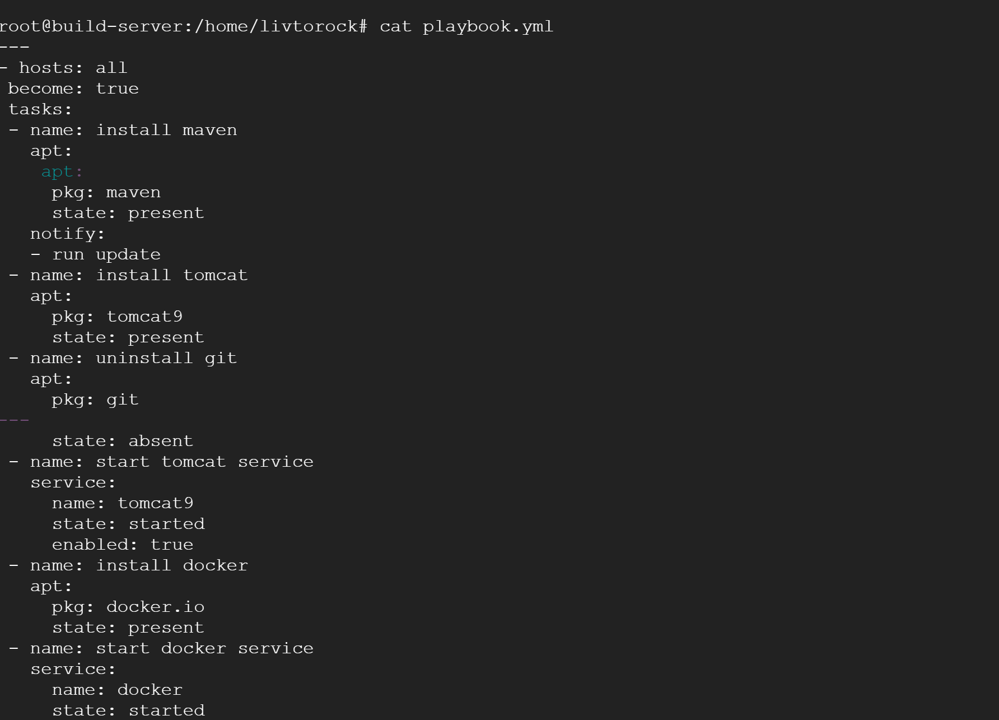 root@build-server:/home/livtorock# cat playbook.yml
---
- hosts: all
 become: true
 tasks:
 - name: install maven
   apt:
    apt:
     pkg: maven
     state: present
   notify:
   - run update
 - name: install tomcat
   apt:
     pkg: tomcat9
     state: present
 - name: uninstall git
   apt:
     pkg: git
---
     state: absent
 - name: start tomcat service
   service:
     name: tomcat9
     state: started
     enabled: true
 - name: install docker
   apt:
     pkg: docker.io
     state: present
 - name: start docker service
   service:
     name: docker
     state: started